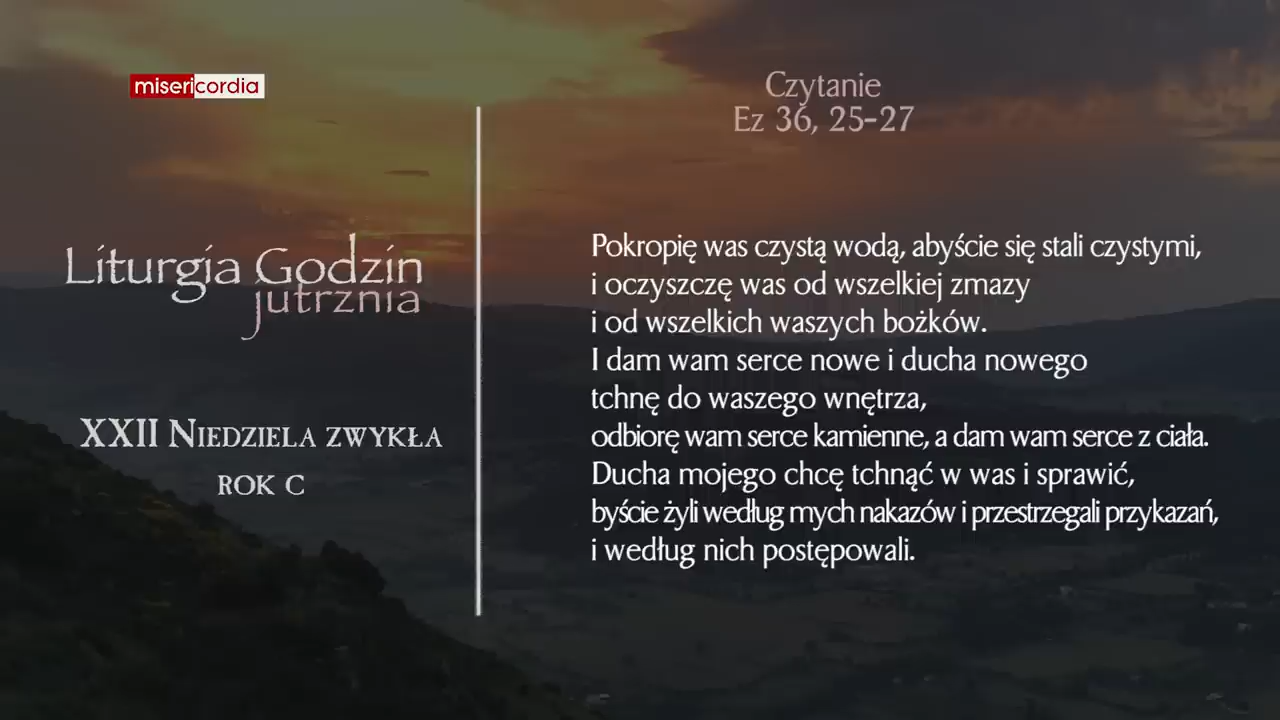 misericordia
Liturgia Godzin
jutrznia
XXII Niedziela zwykła
rok C
Czytanie
Ez 36, 25-27
Pokropię was czystą wodą, abyście się stali czystymi,
i oczyszczę was od wszelkiej zmazy
i od wszelkich waszych bożków.
I dam wam serce nowe i ducha nowego
tchnę do waszego wnętrza,
odbiorę wam serce kamienne, a dam wam serce z ciała.
Ducha mojego chcę tchnąć w was i sprawić,
byście żyli według mych nakazów i przestrzegali przykazań,
i według nich postępowali.